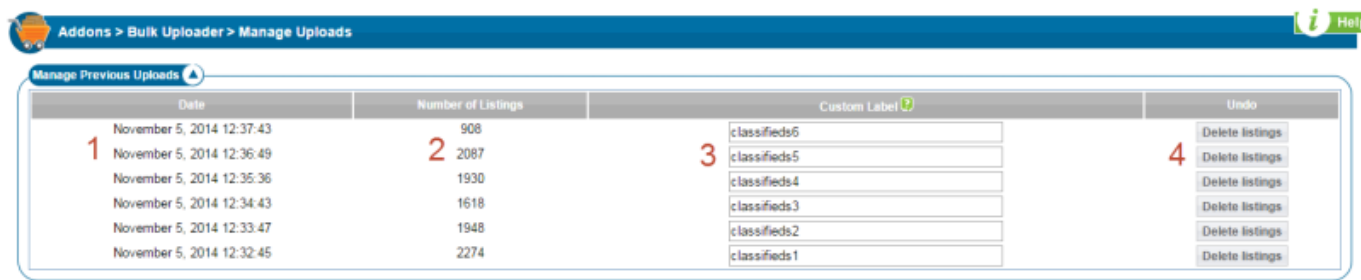 Addons > Bulk Uploader > Manage Uploads
i Help
Manage Previous Uploads
Date Number of Listings Custom Label ? Undo
November 5, 2014 12:37:43 908 classifieds6 Delete listings
1 2 3 4
November 5, 2014 12:36:49 2087 classifieds5 Delete listings
November 5, 2014 12:35:36 1930 classifieds4 Delete listings
November 5, 2014 12:34:43 1618 classifieds3 Delete listings
November 5, 2014 12:33:47 1948 classifieds2 Delete listings
November 5, 2014 12:32:45 2274 classifieds1 Delete listings